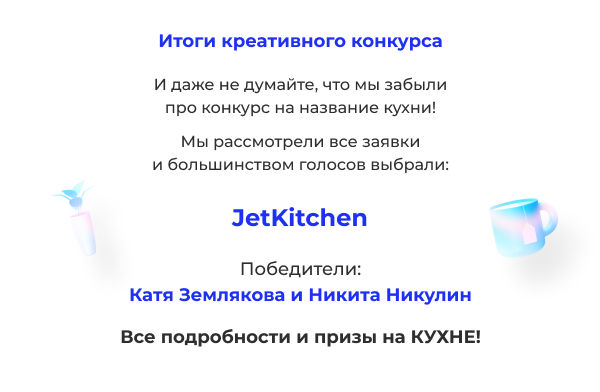 Итоги креативного конкурса
И даже не думайте, что мы забыли
про конкурс на название кухни!
Мы рассмотрели все заявки
и большинством голосов выбрали:
JetKitchen
Победители:
Катя Землякова и Никита Никулин
Все подробности и призы на КУХНЕ!